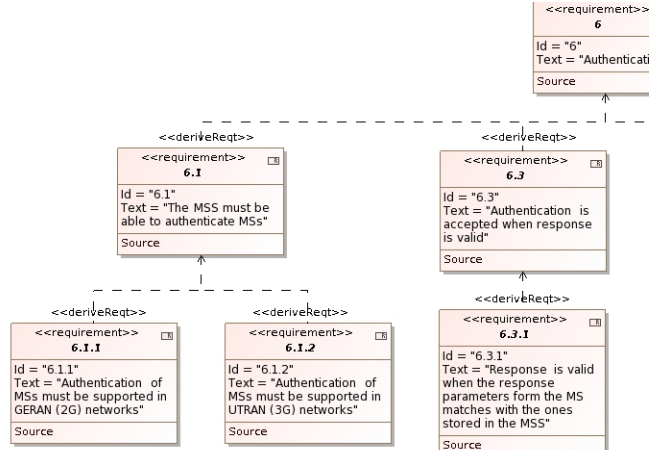 <<requirement>>
6
Id = "6"
Text = "Authenticati
Source
<<deriveReqt>>
<<deriveReqt>>
<<requirement>>
6.1
Id = "6.1"
Text = "The MSS must be
able to authenticate MSs"
Source
<<requirement>>
6.3
Id = "6.3"
Text = "Authentication is
accepted when response
is valid"
Source
<<deriveReqt>>
<<deriveReqt>>
<<deriveReqt>>
<<requirement>>
6.1.1
Id = "6.1.1"
Text = "Authentication of
MSs must be supported in
GERAN (2G) networks"
Source
<<requirement>>
6.1.2
Id = "6.1.2"
Text = "Authentication of
MSs must be supported in
UTRAN (3G) networks"
Source
<<requirement>>
6.3.1
Id = "6.3.1"
Text = "Response is valid
when the response
parameters form the MS
matches with the ones
stored in the MSS"
Source